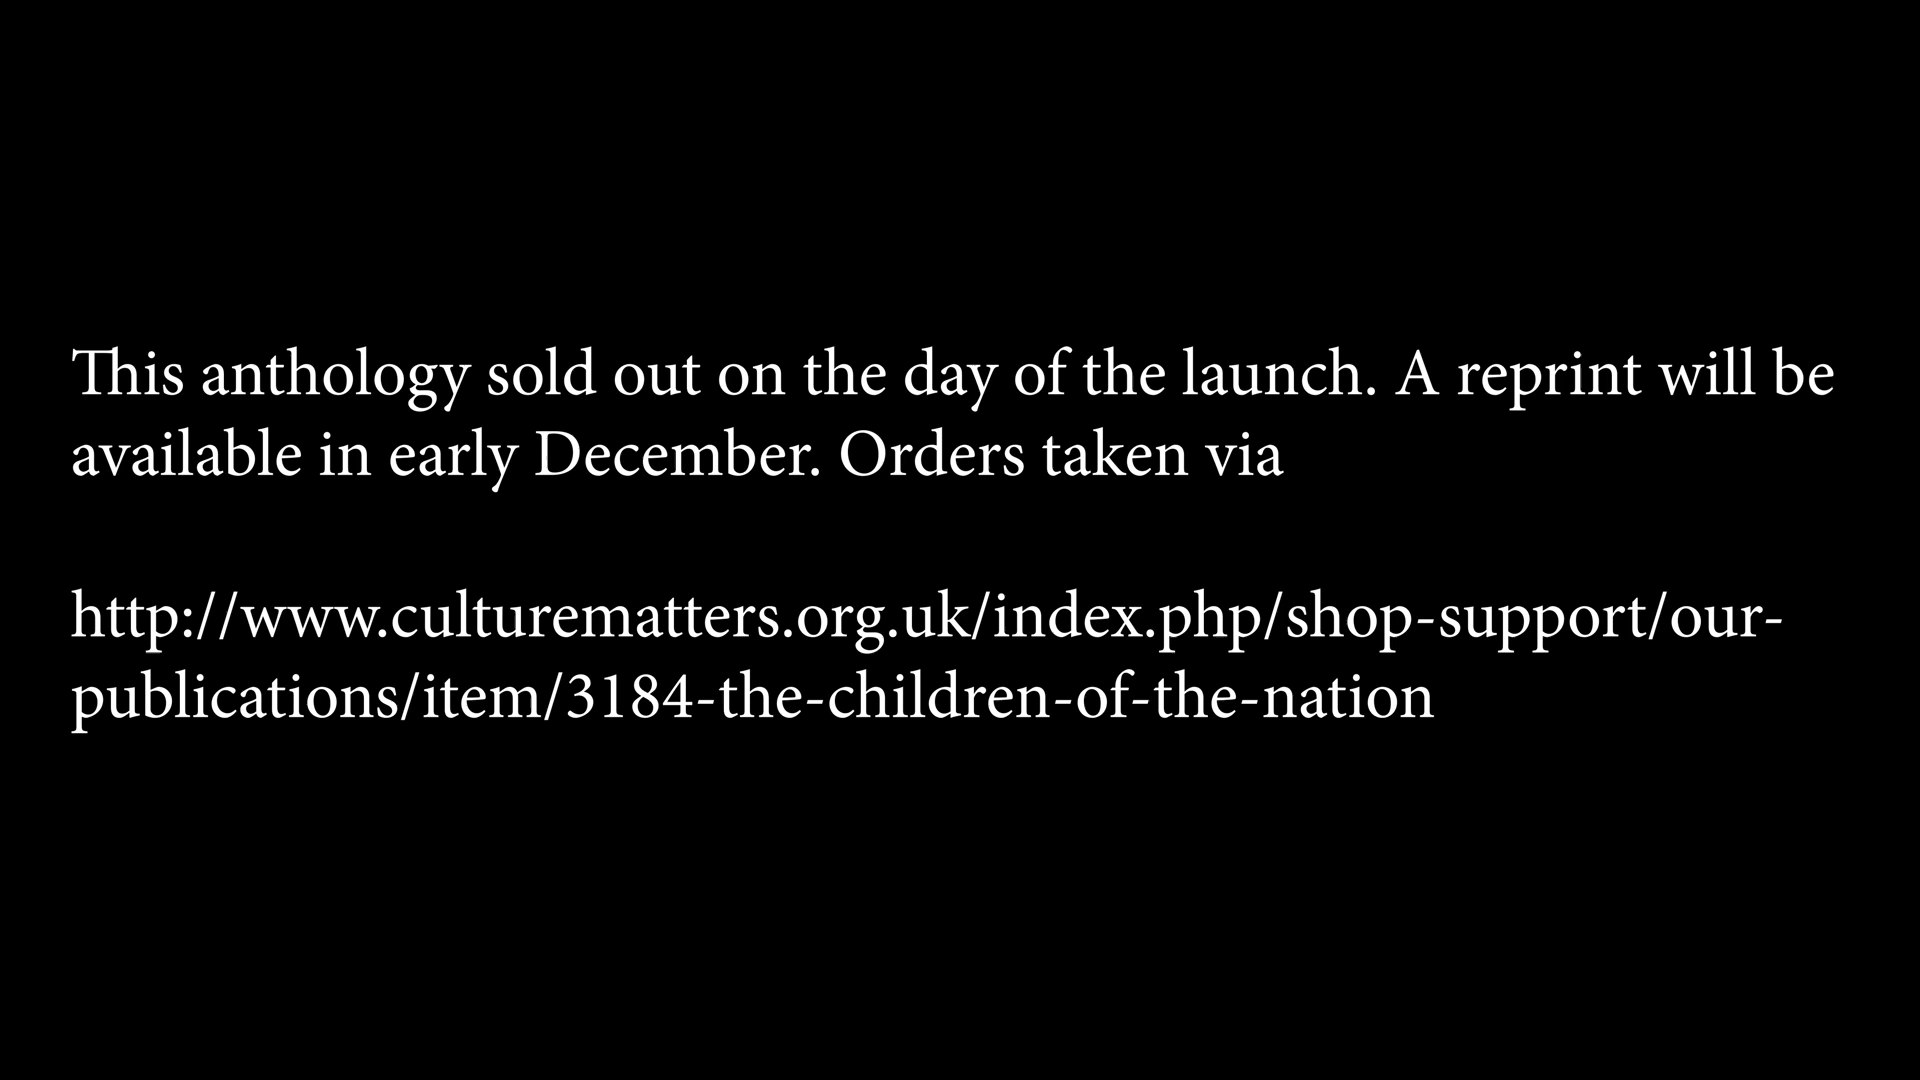 This anthology sold out on the day of the launch. A reprint will be
available in early December. Orders taken via
http://www.culturematters.org.uk/index.php/shop-support/our-
publications/item/3184-the-children-of-the-nation